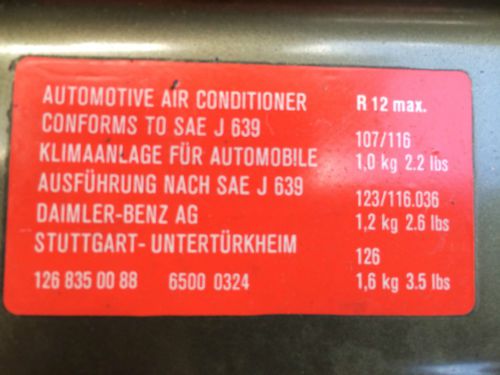 AUTOMOTIVE AIR CONDITIONER
CONFORMS TO SAE J 639
KLIMAANLAGE FÜR AUTOMOBILE
AUSFÜHRUNG NACH SAE J 639
DAIMLER-BENZ AG
STUTTGART- UNTERTÜRKHEIM
126 835 00 88 6500 0324
R 12 max.
107/116
1,0 kg 2.2 lbs
123/116.036
1,2 kg 2.6 lbs
126
1,6 kg 3.5 lbs